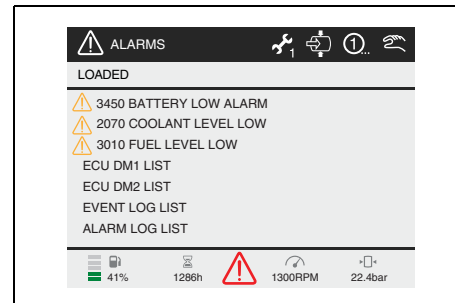 ALARMS 1 1...
LOADED
3450 BATTERY LOW ALARM
2070 COOLANT LEVEL LOW
3010 FUEL LEVEL LOW
ECU DM1 LIST
ECU DM2 LIST
EVENT LOG LIST
ALARM LOG LIST
41% 1286h 1300RPM 22.4bar